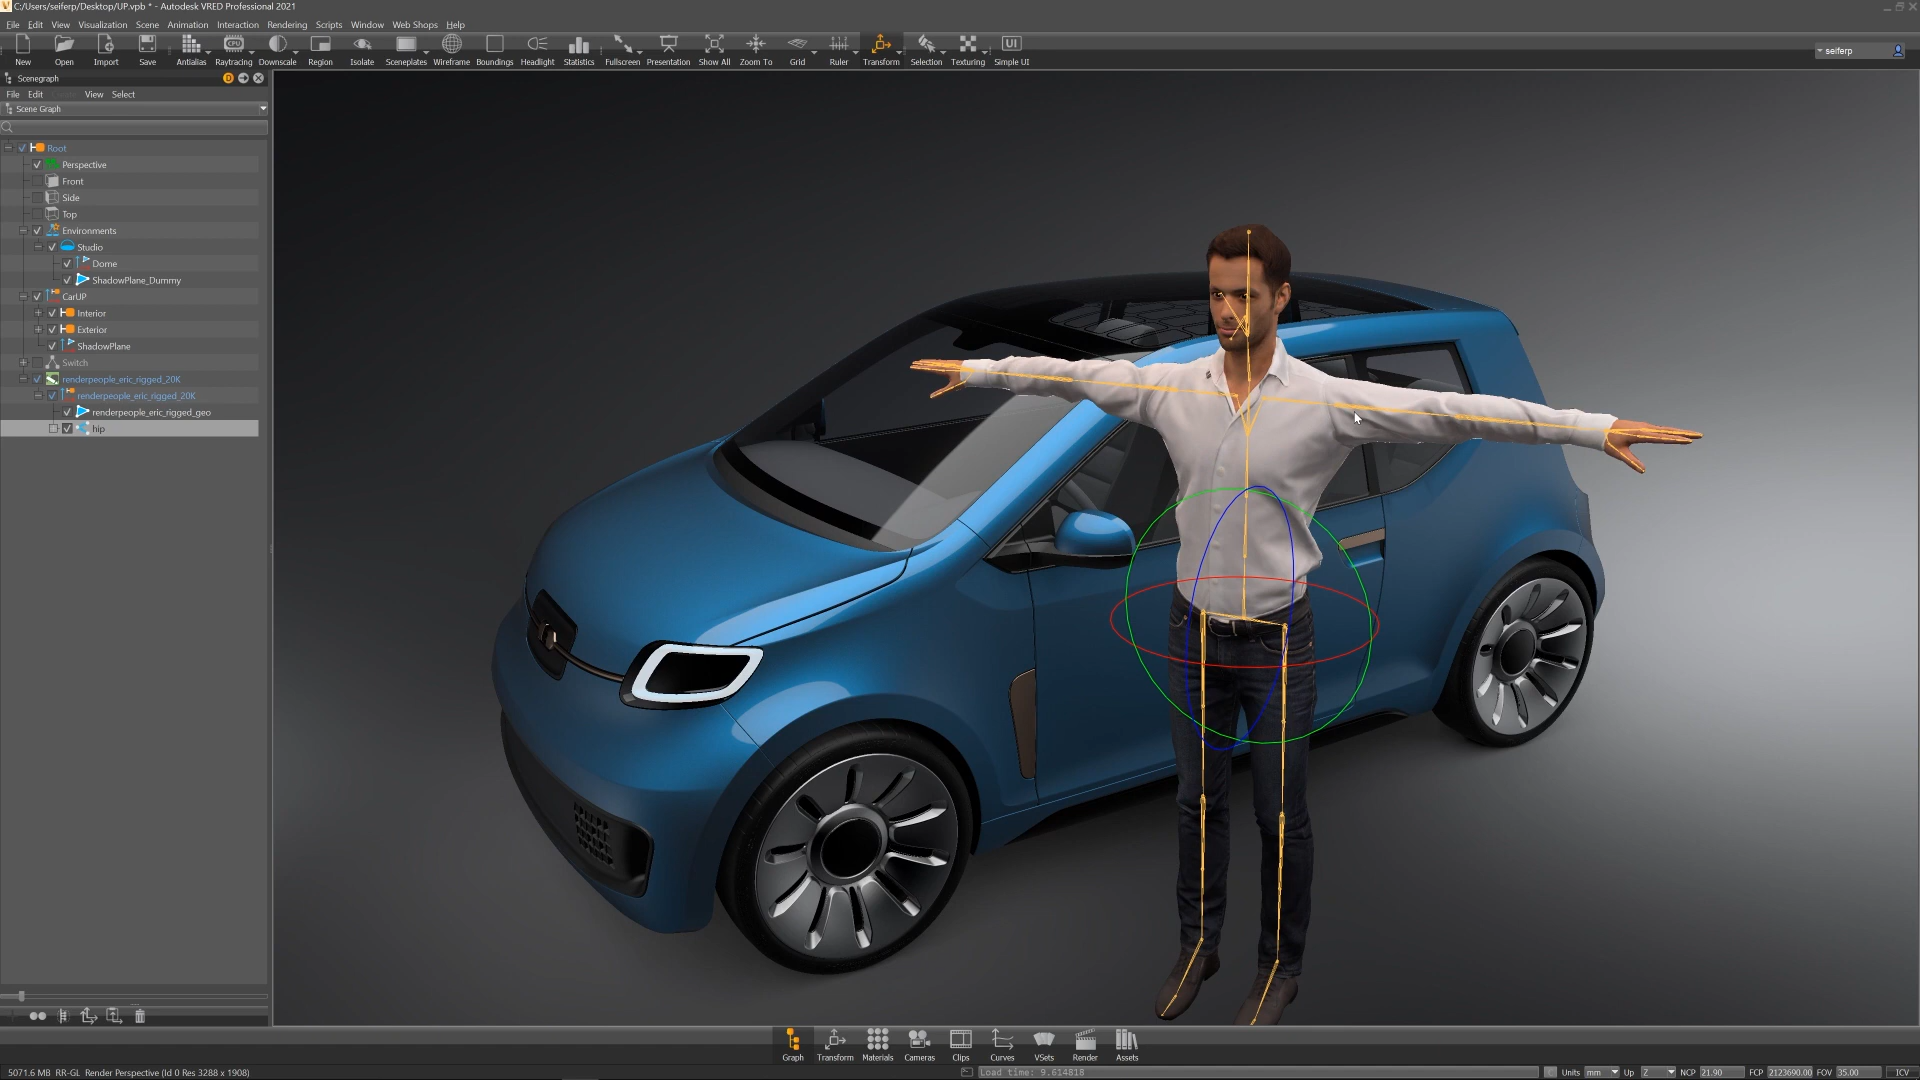 C:/Users/seiferp/Desktop/UP.vpb * - Autodesk VRED Professional 2021
File Edit View Visualization Scene Animation Interaction Rendering Scripts Window Web Shops Help
New Open Import Save Antialias Raytracing Downscale Region Isolate Sceneplates Wireframe Boundings Headlight Statistics Fullscreen Presentation Show All Zoom To Grid Ruler Transform Selection Texturing Simple UI
CPU
UI
seiferp
Scenegraph
File Edit View Select
Scene Graph
Root
Perspective
Front
Side
Top
Environments
Studio
Dome
ShadowPlane_Dummy
CarUP
Interior
Exterior
ShadowPlane
Switch
renderpeople_eric_rigged_20K
renderpeople_eric_rigged_20K
renderpeople_eric_rigged_geo
hip
Graph Transform Materials Cameras Clips Curves VSets Render Assets
5071.6 MB RR-GL Render Perspective (Id 0 Res 3288 x 1908)
Load time: 9.614818
Units mm Up Z NCP 21.90 FCP 2123690.00 FOV 35.00 ICV